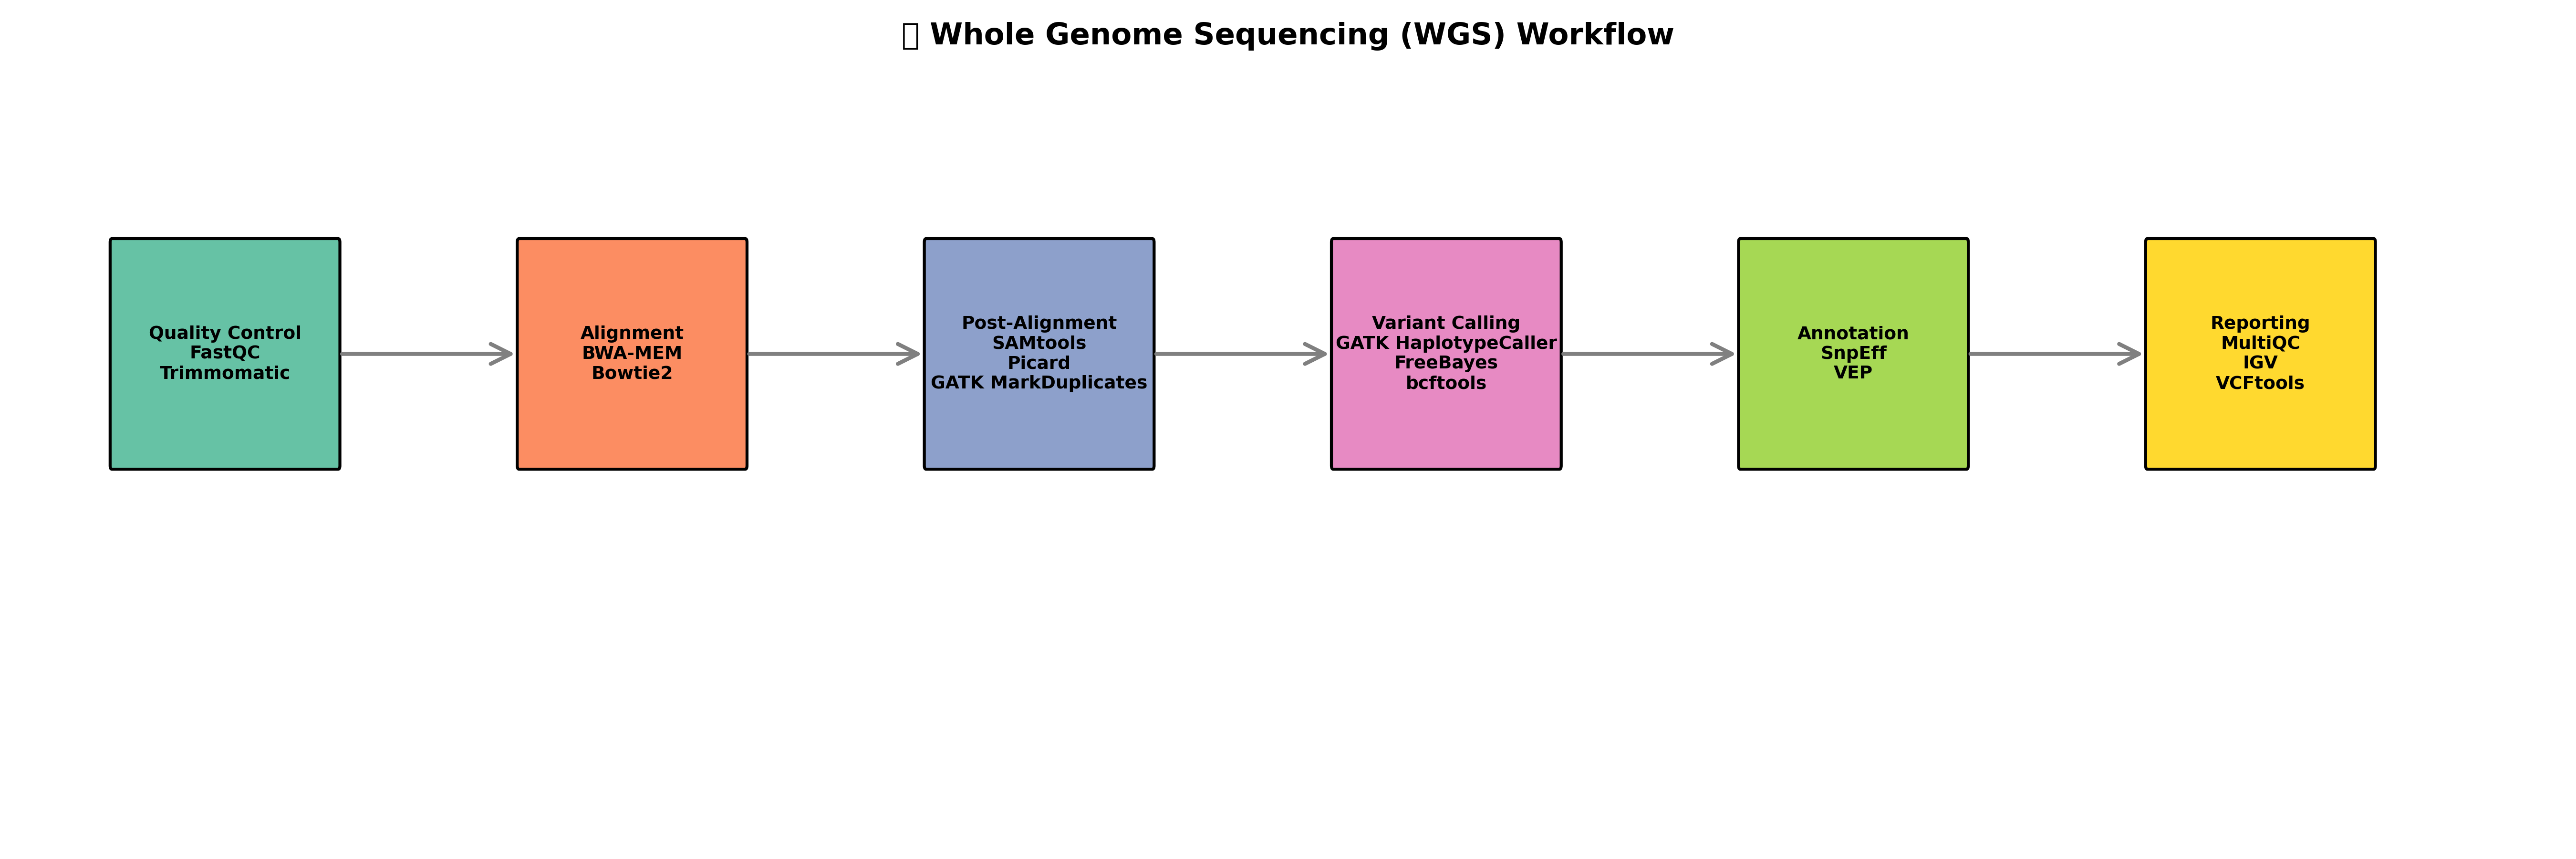 Whole Genome Sequencing (WGS) Workflow
Quality Control
FastQC
Trimmomatic
Alignment
BWA-MEM
Bowtie2
Post-Alignment
SAMtools
Picard
GATK MarkDuplicates
Variant Calling
GATK HaplotypeCaller
FreeBayes
bcftools
Annotation
SnpEff
VEP
Reporting
MultiQC
IGV
VCFtools